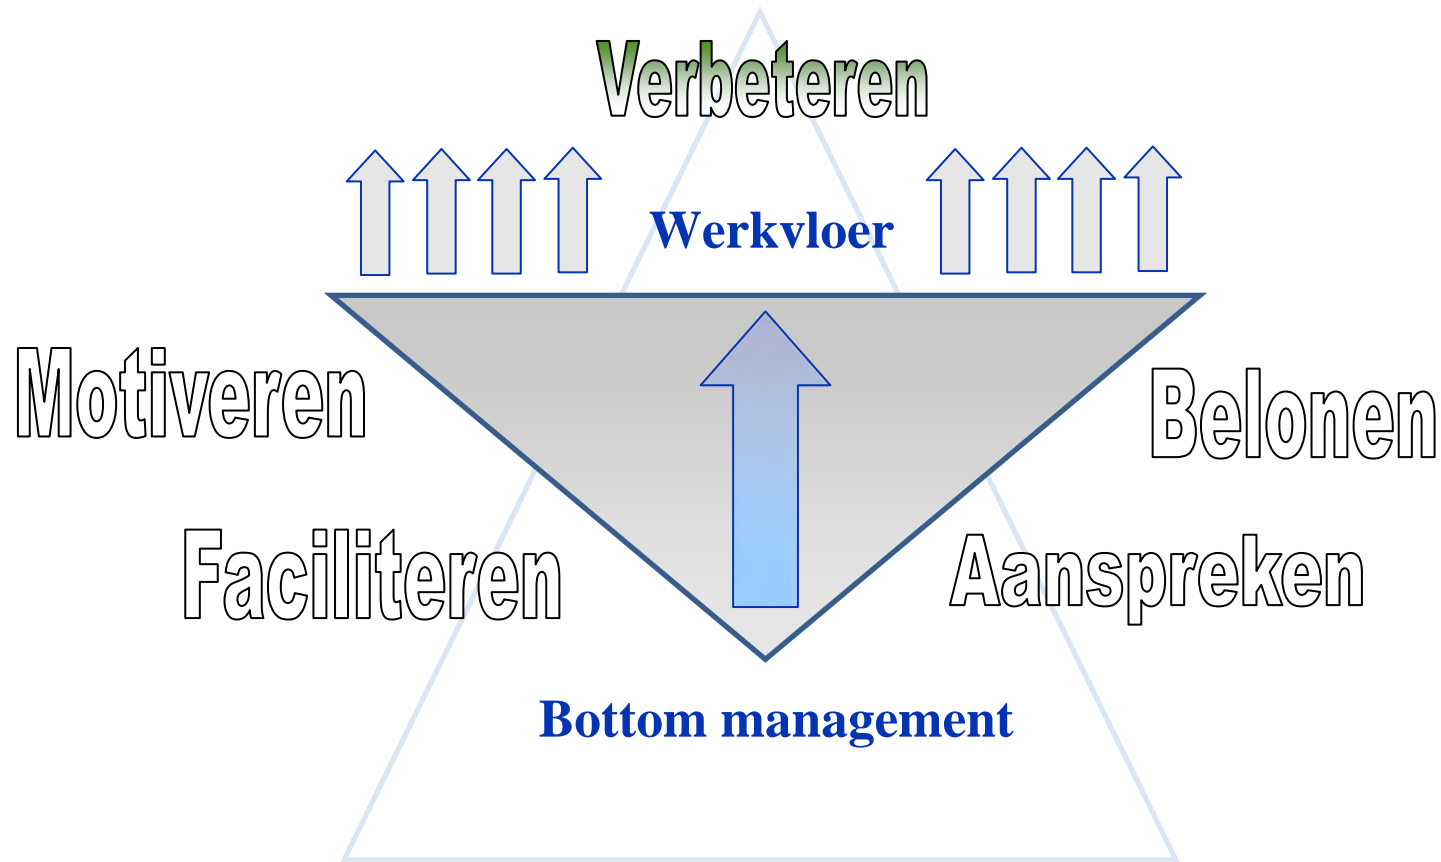 Verbeteren
Werkvloer
Motiveren
Belonen
Faciliteren
Aanspreken
Bottom management